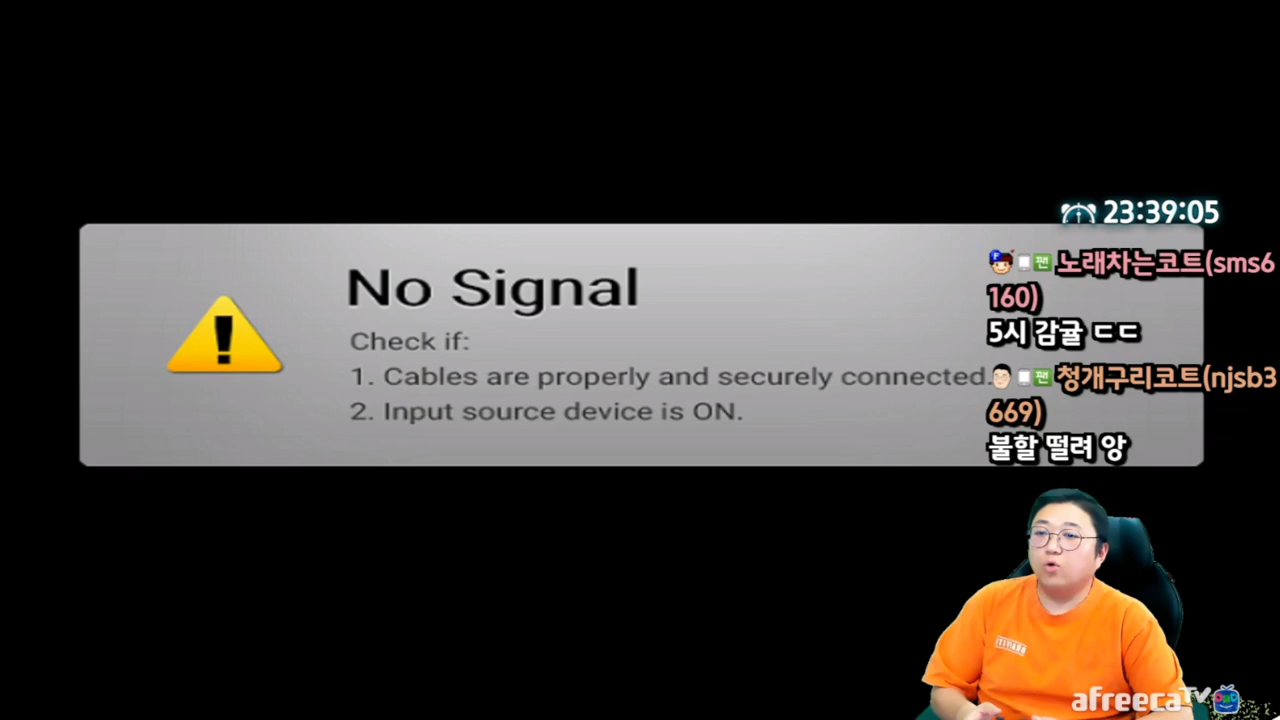 23:39:05
No Signal
Check if:
1. Cables are properly and securely connected.
2. Input source device is ON.
팬 노래차는코트(sms6
160)
5시 감귤 ㄷㄷ
팬 청개구리코트(njsb3
669)
불할 떨려 앙
afreecaTV